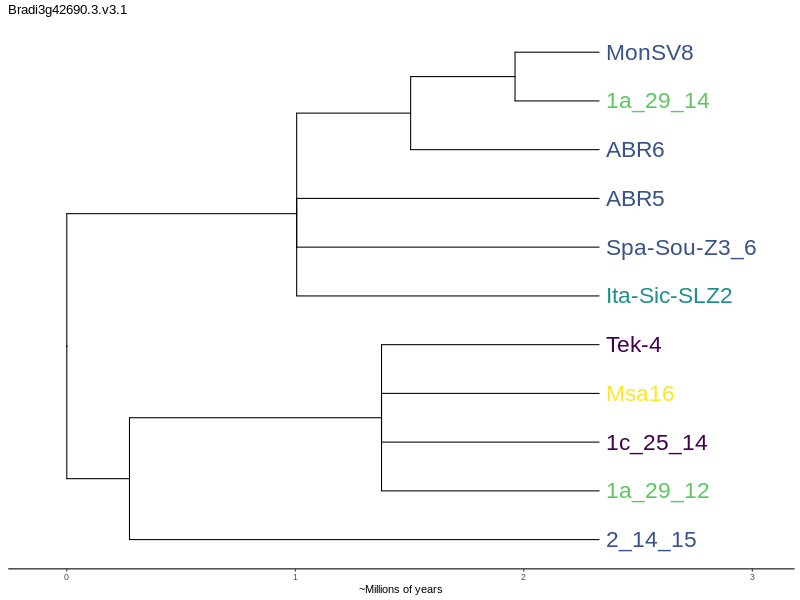 Bradi3g42690.3.v3.1
MonSV8
1a_29_14
ABR6
ABR5
Spa-Sou-Z3_6
Ita-Sic-SLZ2
Tek-4
Msa16
1c_25_14
1a_29_12
2_14_15
0 1 2 3
~Millions of years